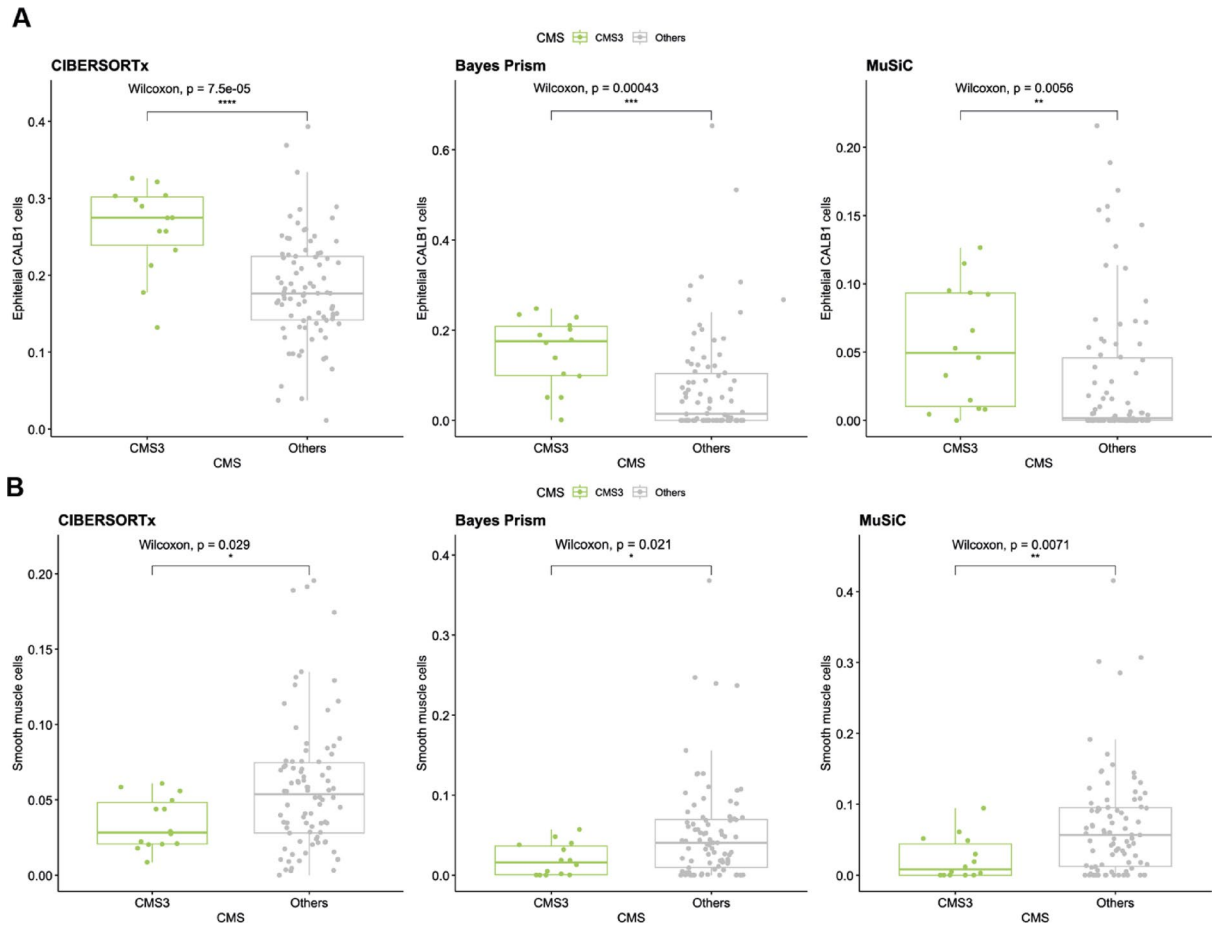 A
CMS CMS3 Others
CIBERSORTx
Wilcoxon, p = 7.5e-05
****
Ephitelial CALB1 cells
0.4
0.3
0.2
0.1
0.0
CMS3 Others
CMS
Bayes Prism
Wilcoxon, p = 0.00043
***
Ephitelial CALB1 cells
0.6
0.4
0.2
0.0
CMS3 Others
CMS
MuSiC
Wilcoxon, p = 0.0056
**
Ephitelial CALB1 cells
0.20
0.15
0.10
0.05
0.00
CMS3 Others
CMS
B
CMS CMS3 Others
CIBERSORTx
Wilcoxon, p = 0.029
*
Smooth muscle cells
0.20
0.15
0.10
0.05
0.00
CMS3 Others
CMS
Bayes Prism
Wilcoxon, p = 0.021
*
Smooth muscle cells
0.4
0.3
0.2
0.1
0.0
CMS3 Others
CMS
MuSiC
Wilcoxon, p = 0.0071
**
Smooth muscle cells
0.4
0.3
0.2
0.1
0.0
CMS3 Others
CMS